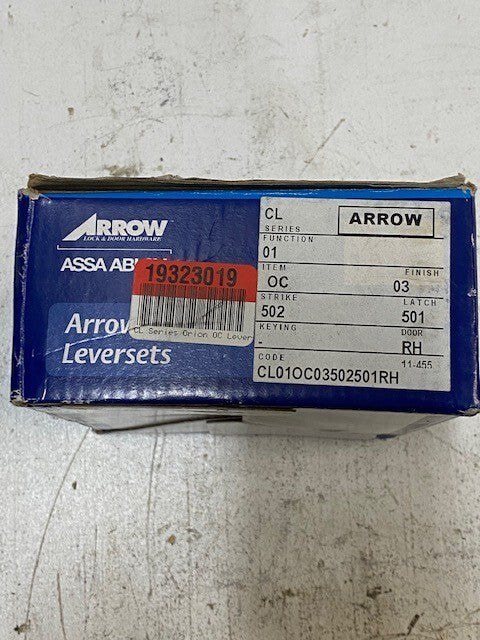 ARROW
LOCK & DOOR HARDWARE
ASSA
Arrow
Leversets
19323019
CL Series Orion OC Lever
CL
SERIES
ARROW
FUNCTION
01
ITEM FINISH
OC 03
STRIKE LATCH
502 501
KEYING DOOR
- RH
CODE 11-455
CL01OC03502501RH